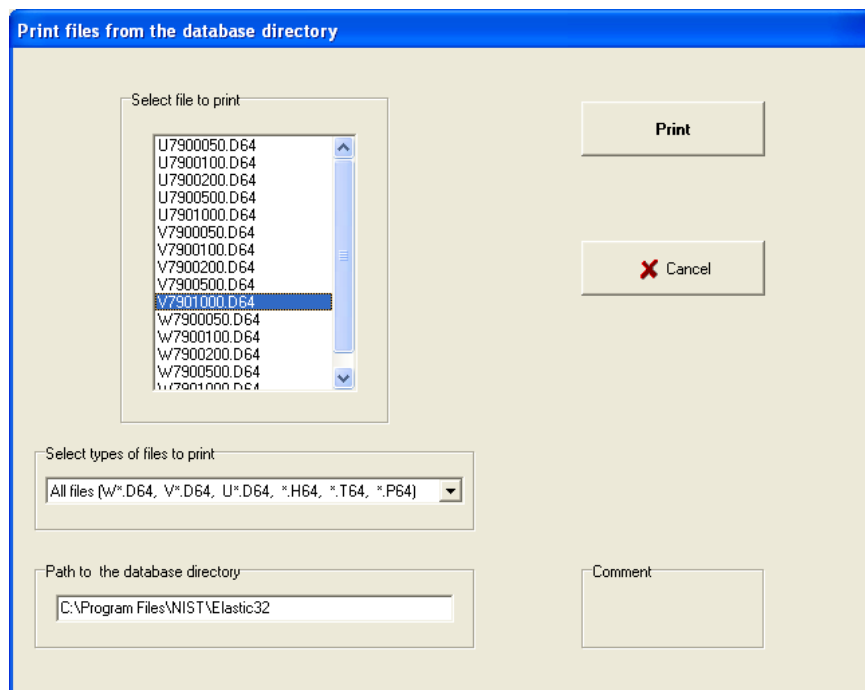 Print files from the database directory
Select file to print
U7900050.D64
U7900100.D64
U7900200.D64
U7900500.D64
U7901000.D64
V7900050.D64
V7900100.D64
V7900200.D64
V7900500.D64
V7901000.D64
W7900050.D64
W7900100.D64
W7900200.D64
W7900500.D64
W7901000.D64
Print
Cancel
Select types of files to print
All files (W*.D64, V*.D64, U*.D64, *.H64, *.T64, *.P64)
Path to the database directory
C:\Program Files\NIST\Elastic32
Comment